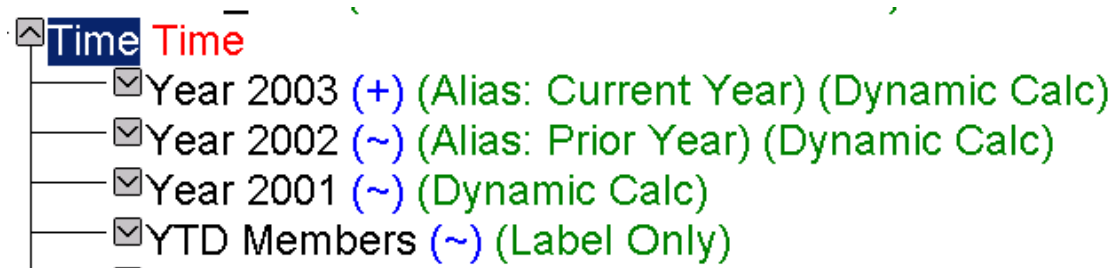 Time Time
Year 2003 (+) (Alias: Current Year) (Dynamic Calc)
Year 2002 (~) (Alias: Prior Year) (Dynamic Calc)
Year 2001 (~) (Dynamic Calc)
YTD Members (~) (Label Only)